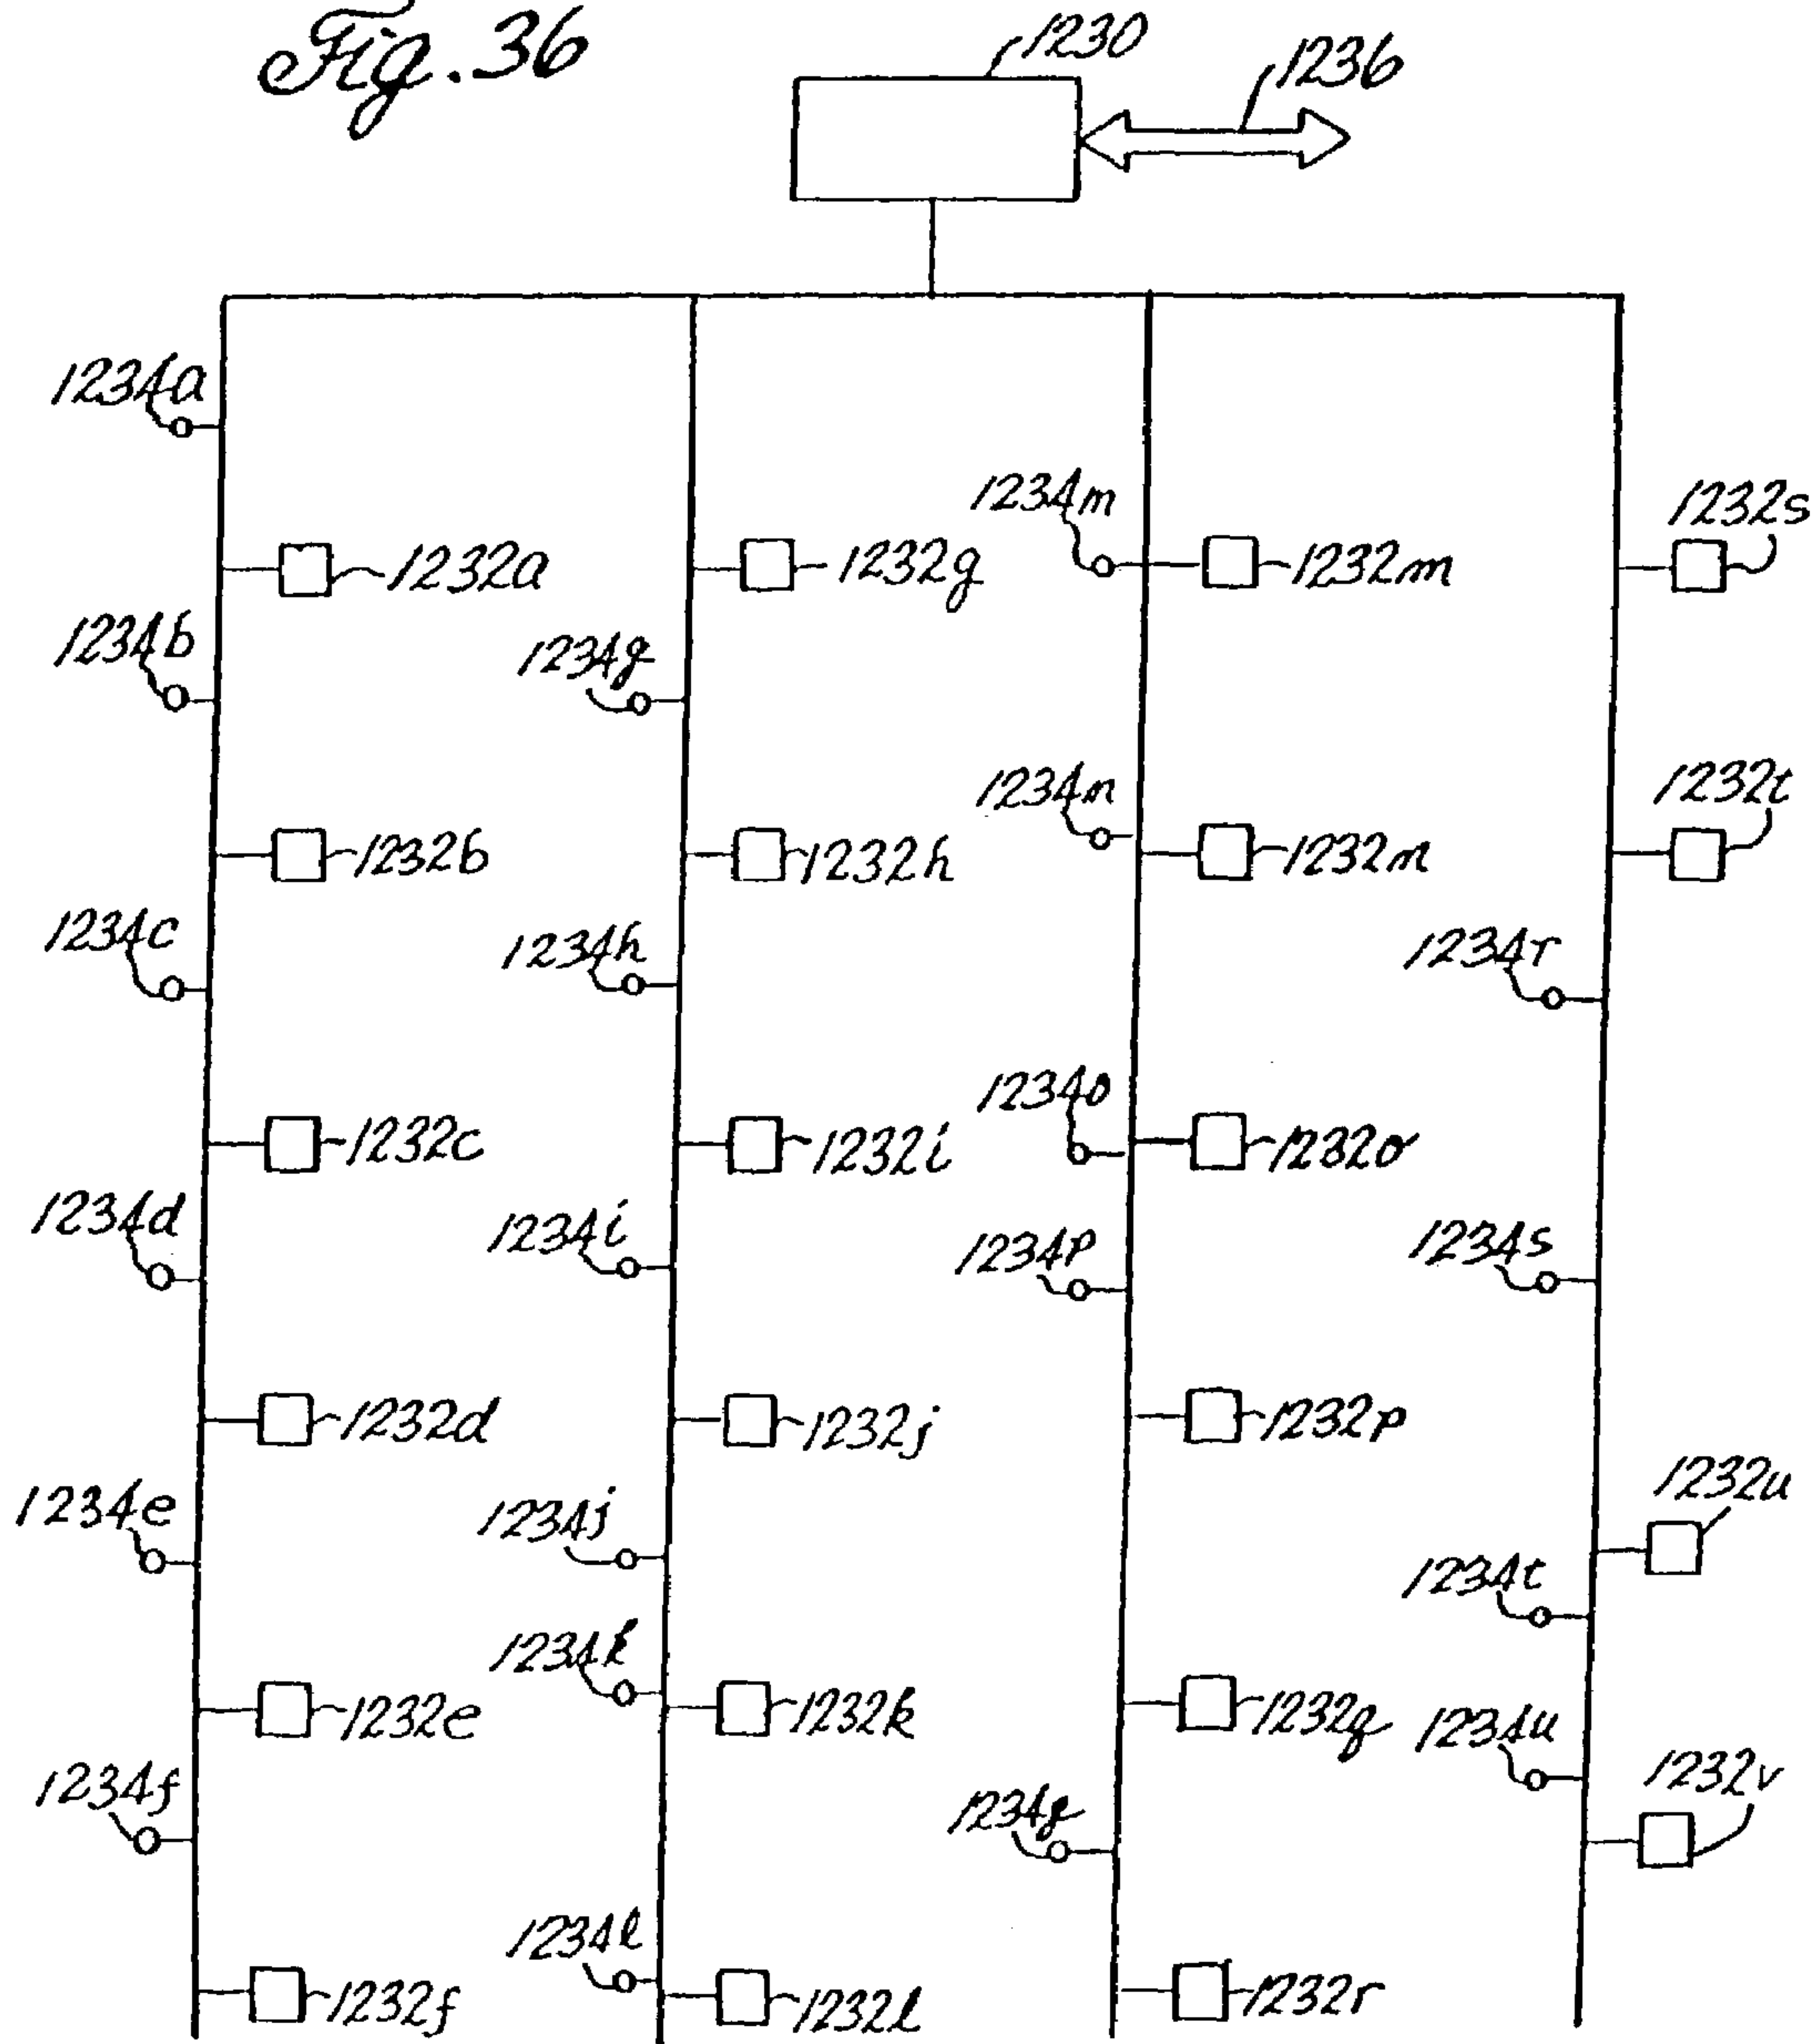 Fig. 36
1230
1236
1234a
1234m
1232s
1232a
1232g
1232m
1234b
1234g
1234n
1232t
1232b
1232h
1232n
1234c
1234h
1234r
1234o
1232c
1232i
1232o
1234d
1234i
1234p
1234s
1232d
1232j
1232p
1234e
1234j
1232u
1234t
1234k
1232e
1232k
1232q
1234u
1234f
1232v
1234q
1234l
1232f
1232l
1232r